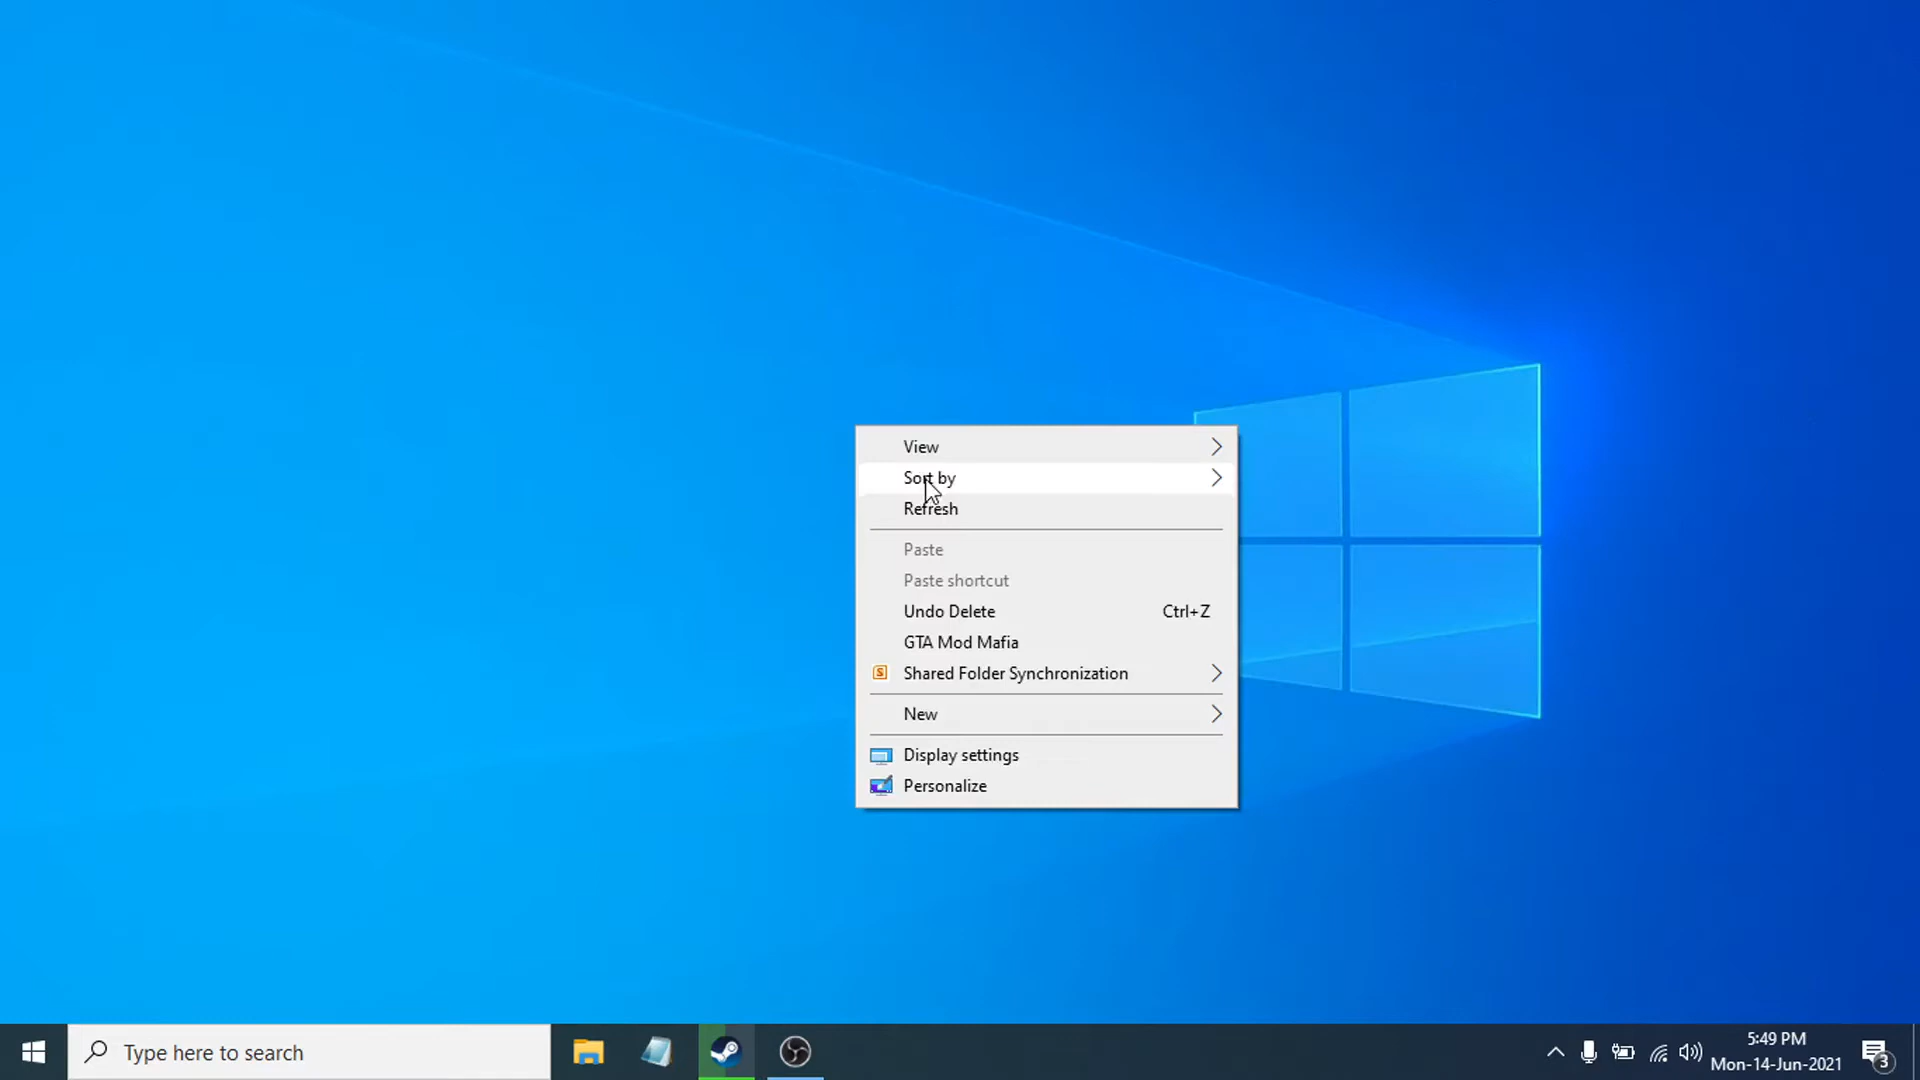 View
Sort by
Refresh
Paste
Paste shortcut
Undo Delete Ctrl+Z
GTA Mod Mafia
S Shared Folder Synchronization
New
Display settings
Personalize
Type here to search
5:49 PM
Mon-14-Jun-2021
3